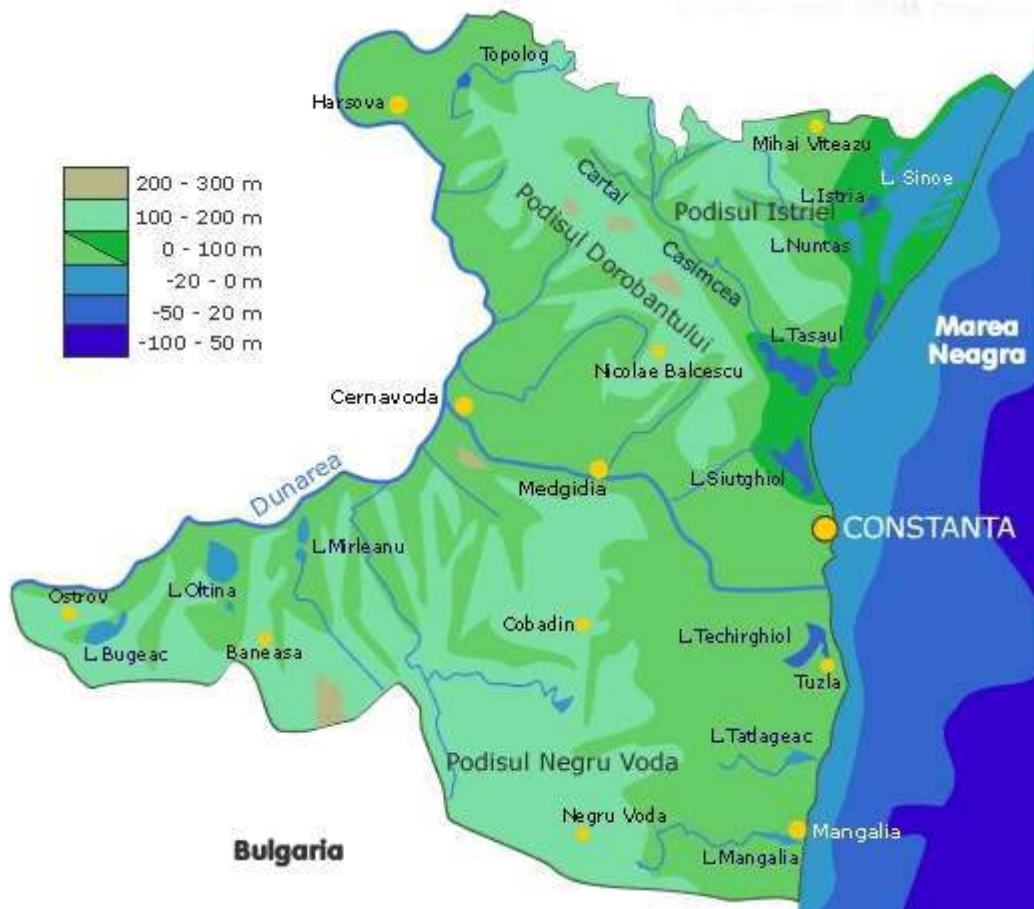 Topolog
Harsova
Mihai Viteazu
200 - 300 m
100 - 200 m
0 - 100 m
-20 - 0 m
-50 - 20 m
-100 - 50 m
L. Sinoe
Cartal
L.Istria
Podisul Istriei
Podisul Dorobantului
L.Nuntas
Casimcea
L.Tasaul
Marea
Neagra
Nicolae Balcescu
Cernavoda
Dunarea
Medgidia
L.Siutghiol
CONSTANTA
L.Mirleanu
L.Oltina
Ostrov
Cobadin
L.Techirghiol
L.Bugeac
Baneasa
Tuzla
L.Tatlageac
Podisul Negru Voda
Negru Voda
Mangalia
Bulgaria
L.Mangalia